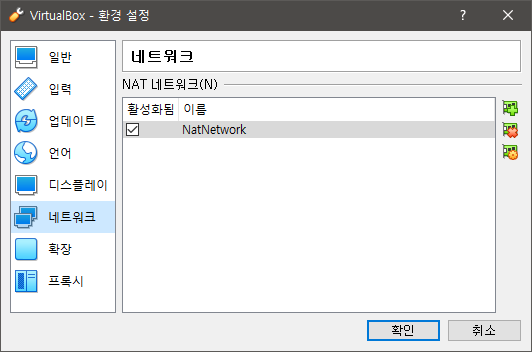 VirtualBox - 환경 설정
?
일반
입력
업데이트
언어
디스플레이
네트워크
확장
프록시
네트워크
NAT 네트워크(N)
활성화됨 이름
NatNetwork
확인 취소